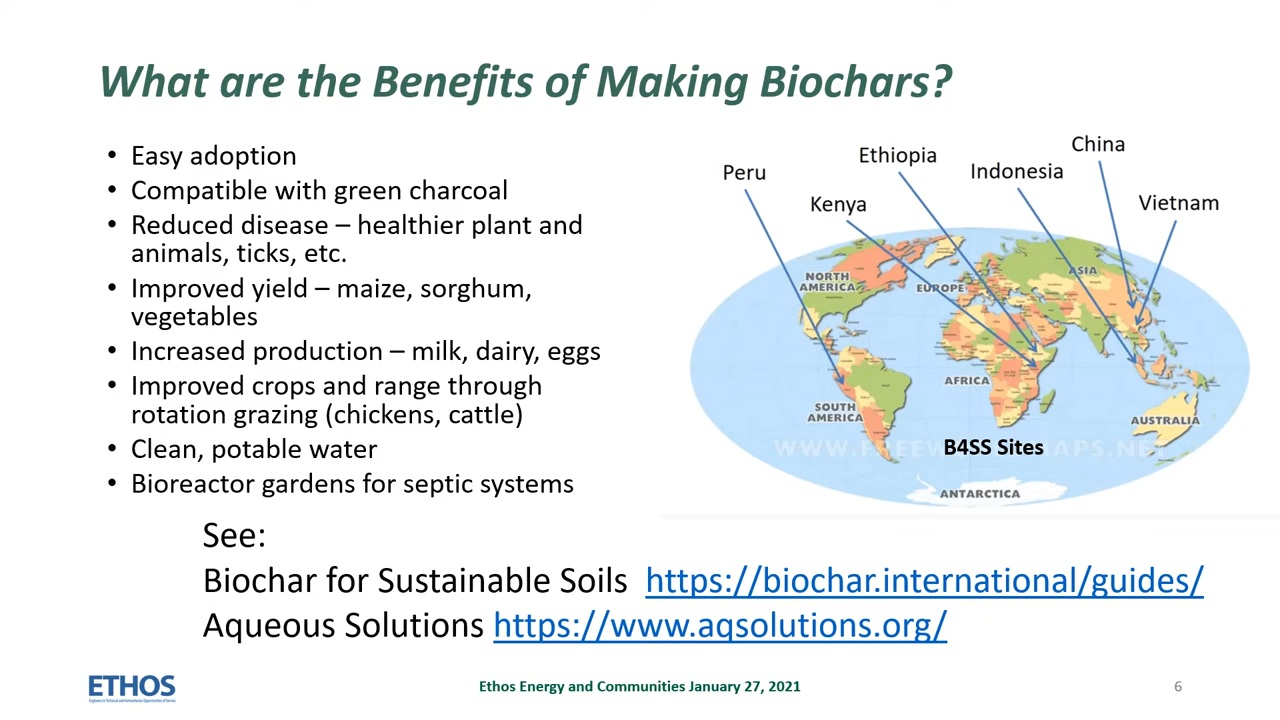 What are the Benefits of Making Biochars?
• Easy adoption
• Compatible with green charcoal
• Reduced disease – healthier plant and
animals, ticks, etc.
• Improved yield – maize, sorghum,
vegetables
• Increased production – milk, dairy, eggs
• Improved crops and range through
rotation grazing (chickens, cattle)
• Clean, potable water
• Bioreactor gardens for septic systems
China
Ethiopia
Indonesia
Peru
Kenya
Vietnam
NORTH
AMERICA
EUROPE
ASIA
AFRICA
SOUTH
AMERICA
AUSTRALIA
B4SS Sites
ANTARCTICA
See:
Biochar for Sustainable Soils https://biochar.international/guides/
Aqueous Solutions https://www.aqsolutions.org/
ETHOS
Ethos Energy and Communities January 27, 2021
6